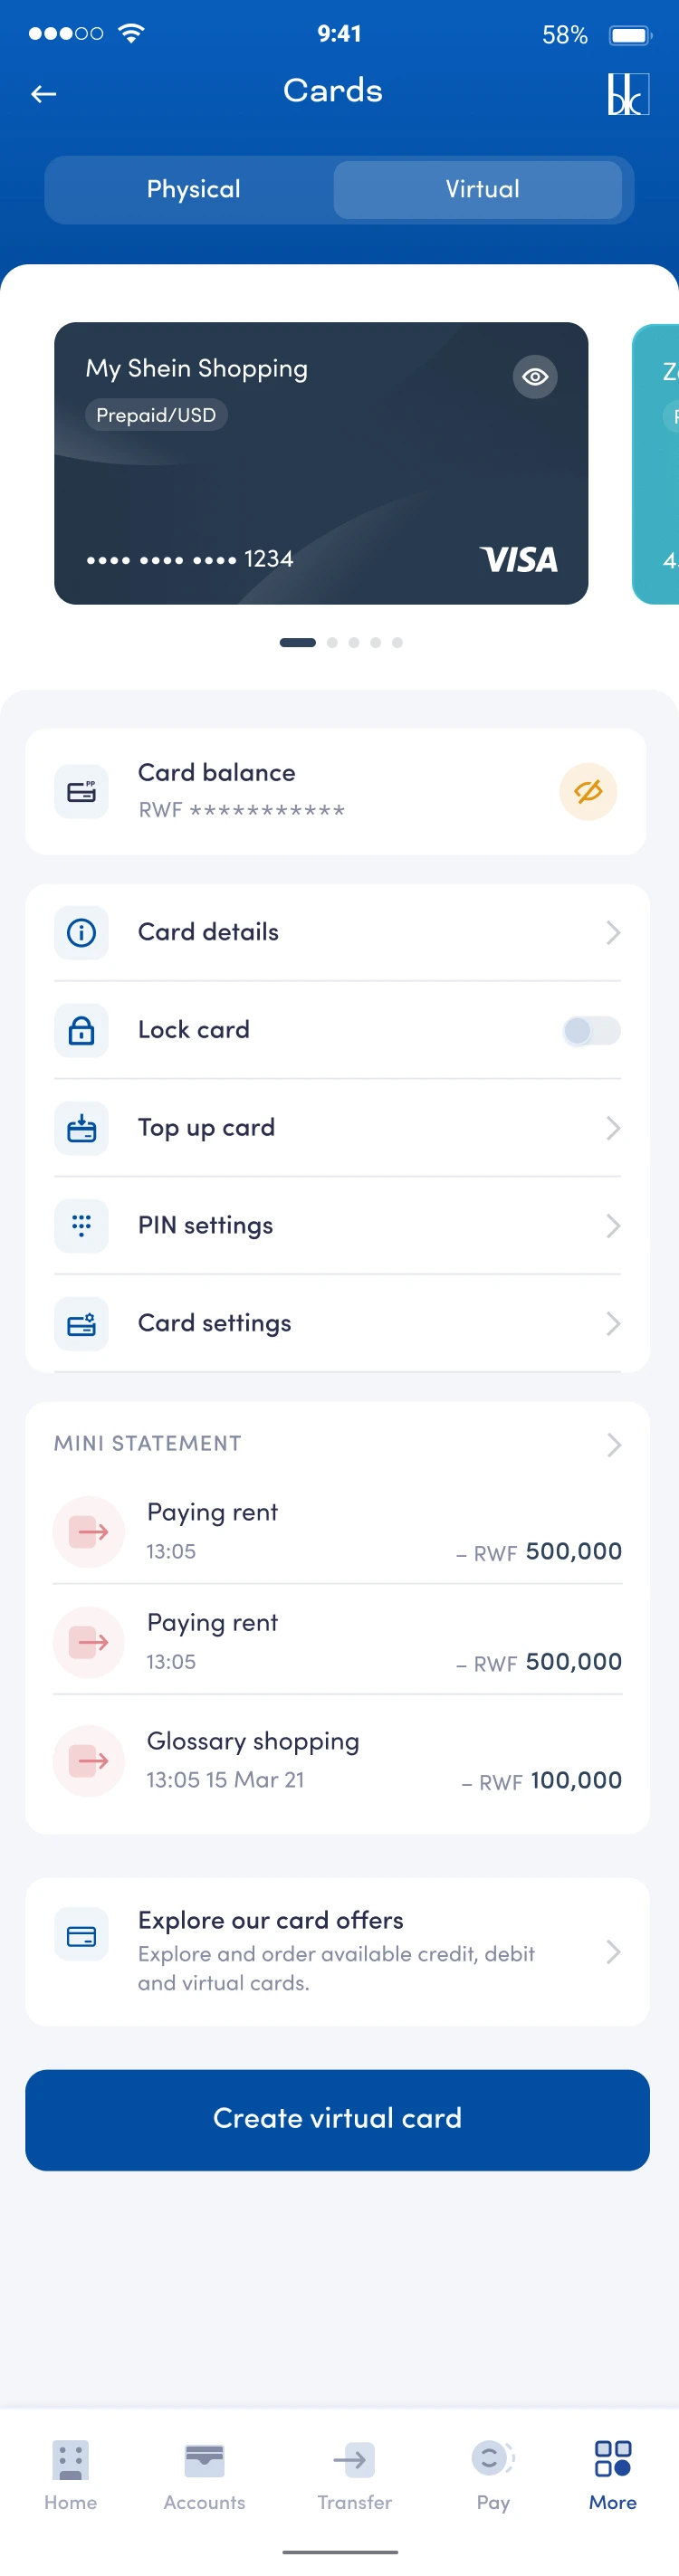 9:41
58%
Cards
bk
Physical
Virtual
My Shein Shopping
Prepaid/USD
•••• •••• •••• 1234
VISA
4
Card balance
PP
RWF ***********
Card details
Lock card
Top up card
PIN settings
Card settings
MINI STATEMENT
Paying rent
13:05
– RWF 500,000
Paying rent
13:05
– RWF 500,000
Glossary shopping
13:05 15 Mar 21
– RWF 100,000
Explore our card offers
Explore and order available credit, debit
and virtual cards.
Create virtual card
Home
Accounts
Transfer
Pay
More